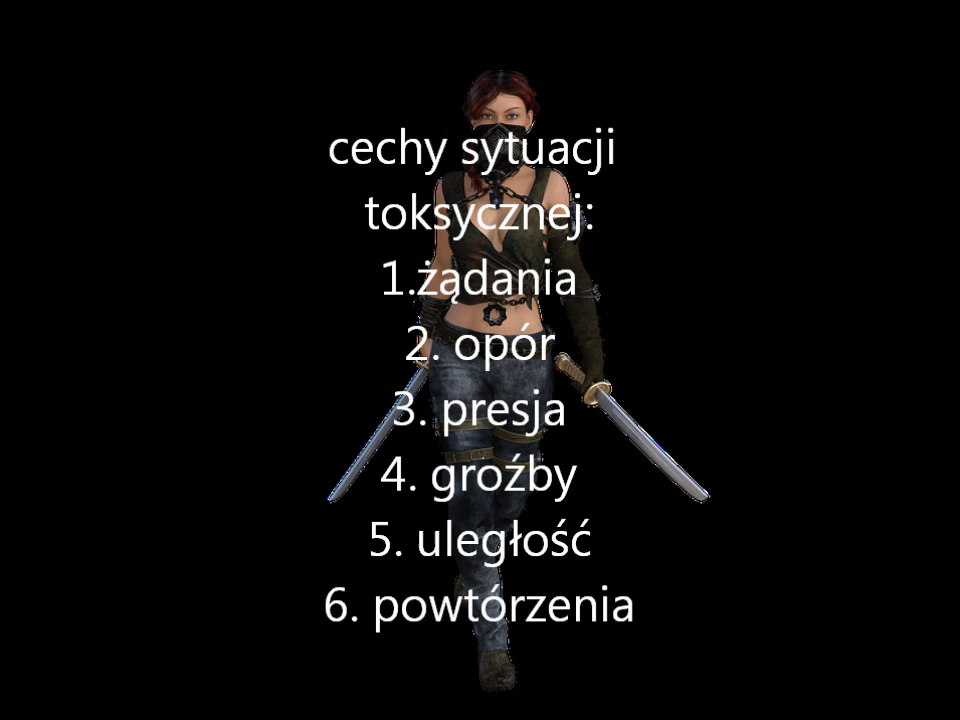 cechy sytuacji
toksycznej:
1.żądania
2. opór
3. presja
4. groźby
5. uległość
6. powtórzenia